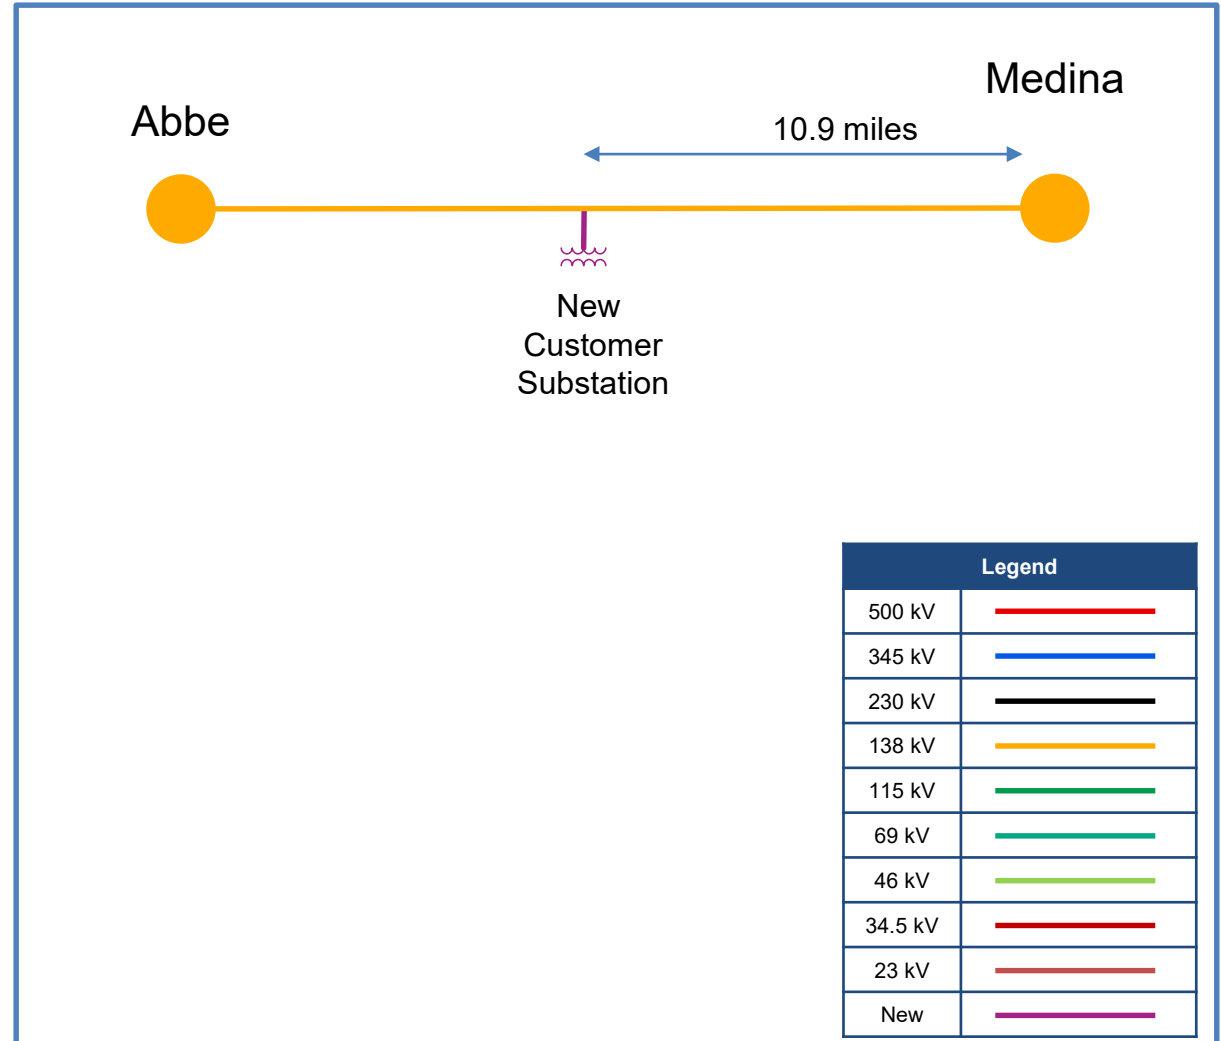 Medina
Abbe
10.9 miles
New
Customer
Substation
Legend
500 kV
345 kV
230 kV
138 kV
115 kV
69 kV
46 kV
34.5 kV
23 kV
New